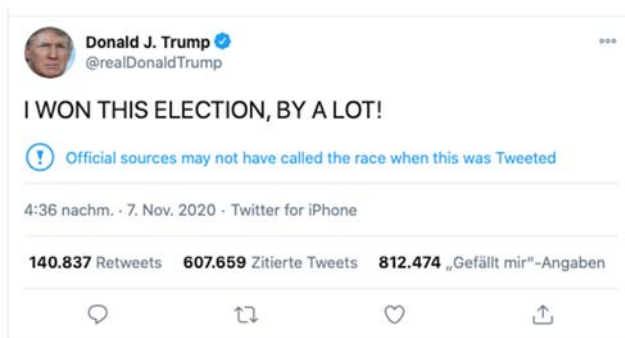 Donald J. Trump
@realDonaldTrump
I WON THIS ELECTION, BY A LOT!
Official sources may not have called the race when this was Tweeted
4:36 nachm. · 7. Nov. 2020 · Twitter for iPhone
140.837 Retweets 607.659 Zitierte Tweets 812.474 „Gefällt mir“-Angaben